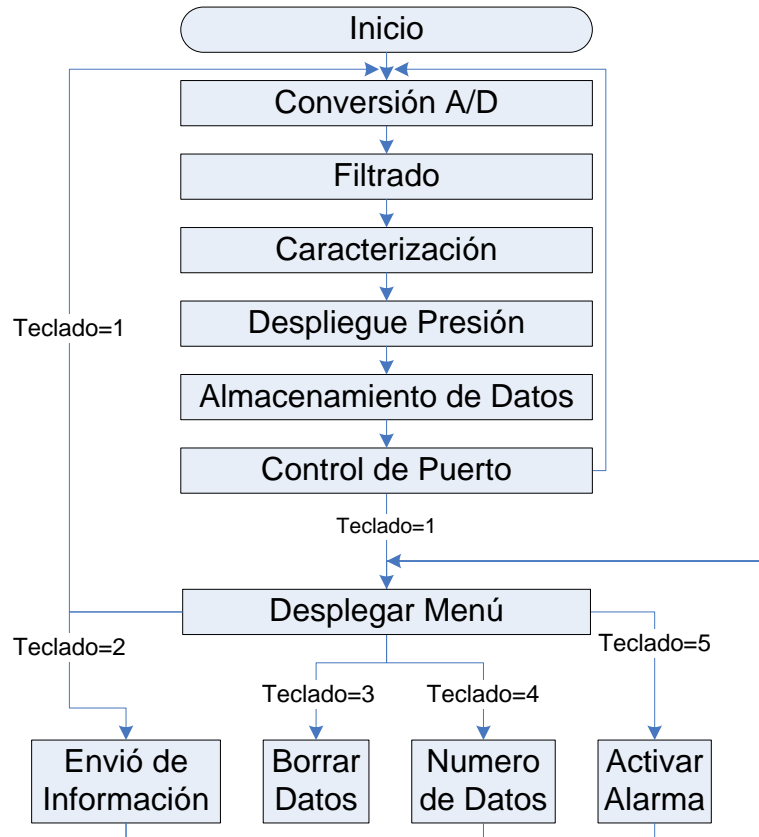 Inicio
Conversión A/D
Filtrado
Caracterización
Despliegue Presión
Teclado=1
Almacenamiento de Datos
Control de Puerto
Teclado=1
Desplegar Menú
Teclado=2
Teclado=5
Teclado=3
Teclado=4
Envió de
Información
Borrar
Datos
Numero
de Datos
Activar
Alarma